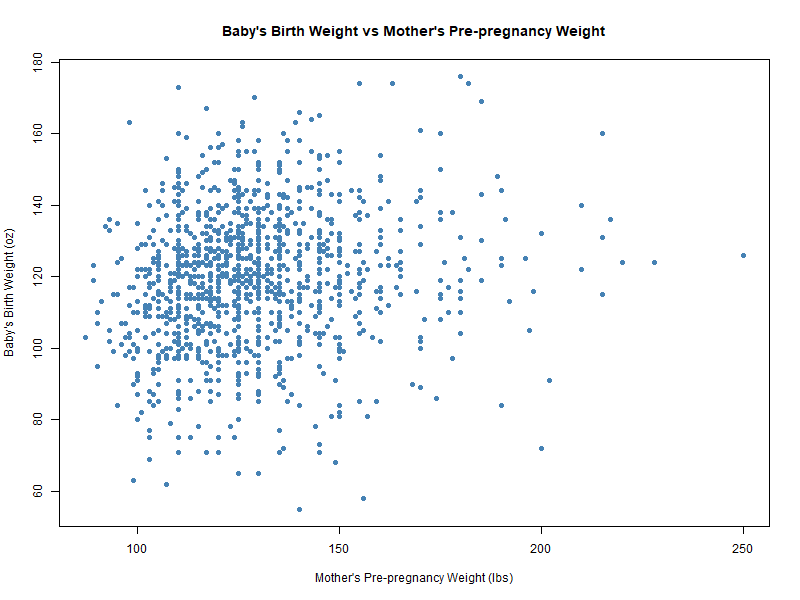 Baby's Birth Weight vs Mother's Pre-pregnancy Weight
180
160
140
120
100
80
60
Baby's Birth Weight (oz)
100 150 200 250
Mother's Pre-pregnancy Weight (lbs)